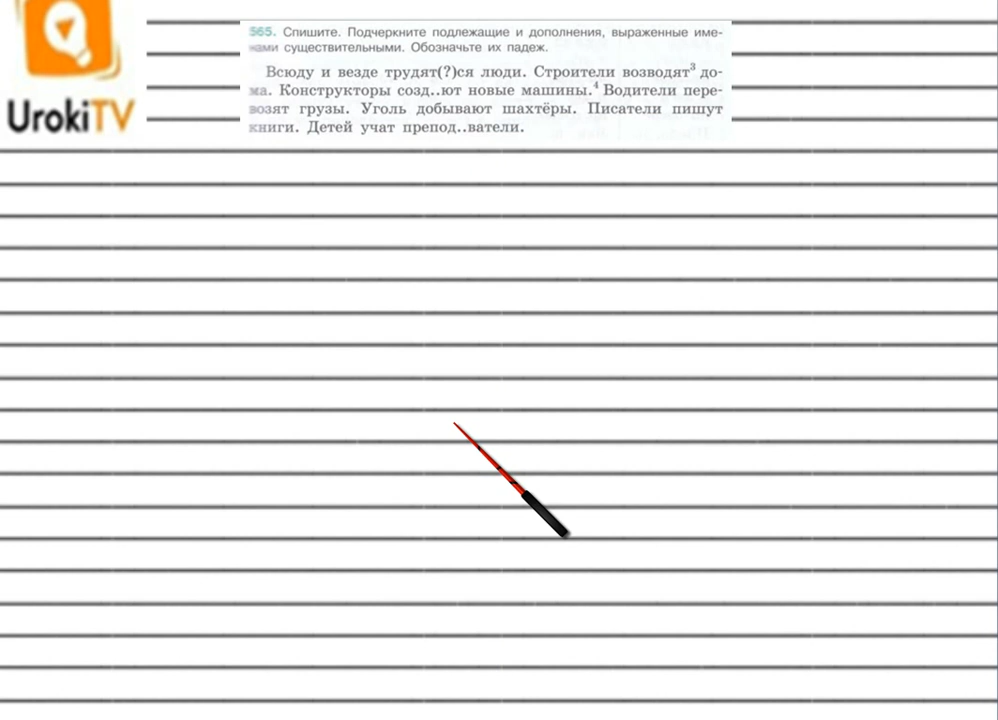 UrokiTV
565. Спишите. Подчеркните подлежащие и дополнения, выраженные име-
нами существительными. Обозначьте их падеж.
Всюду и везде трудят(?)ся люди. Строители возводят³ до-
ма. Конструкторы созд..ют новые машины.⁴ Водители пере-
возят грузы. Уголь добывают шахтёры. Писатели пишут
книги. Детей учат препод..ватели.